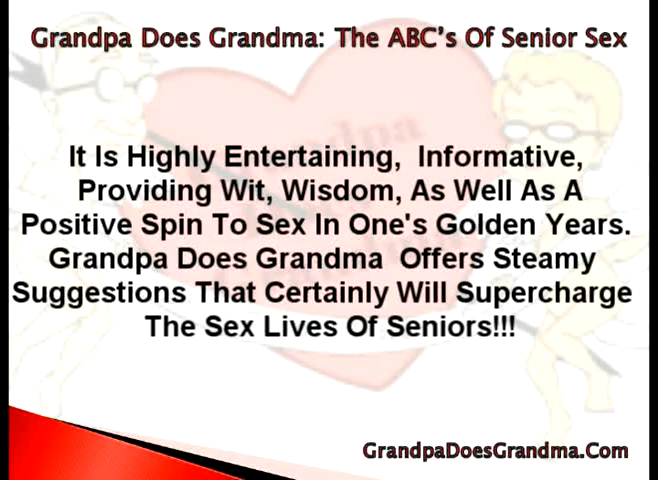 Grandpa Does Grandma: The ABC's Of Senior Sex
It Is Highly Entertaining, Informative,
Providing Wit, Wisdom, As Well As A
Positive Spin To Sex In One's Golden Years.
Grandpa Does Grandma Offers Steamy
Suggestions That Certainly Will Supercharge
The Sex Lives Of Seniors!!!
GrandpaDoesGrandma.Com